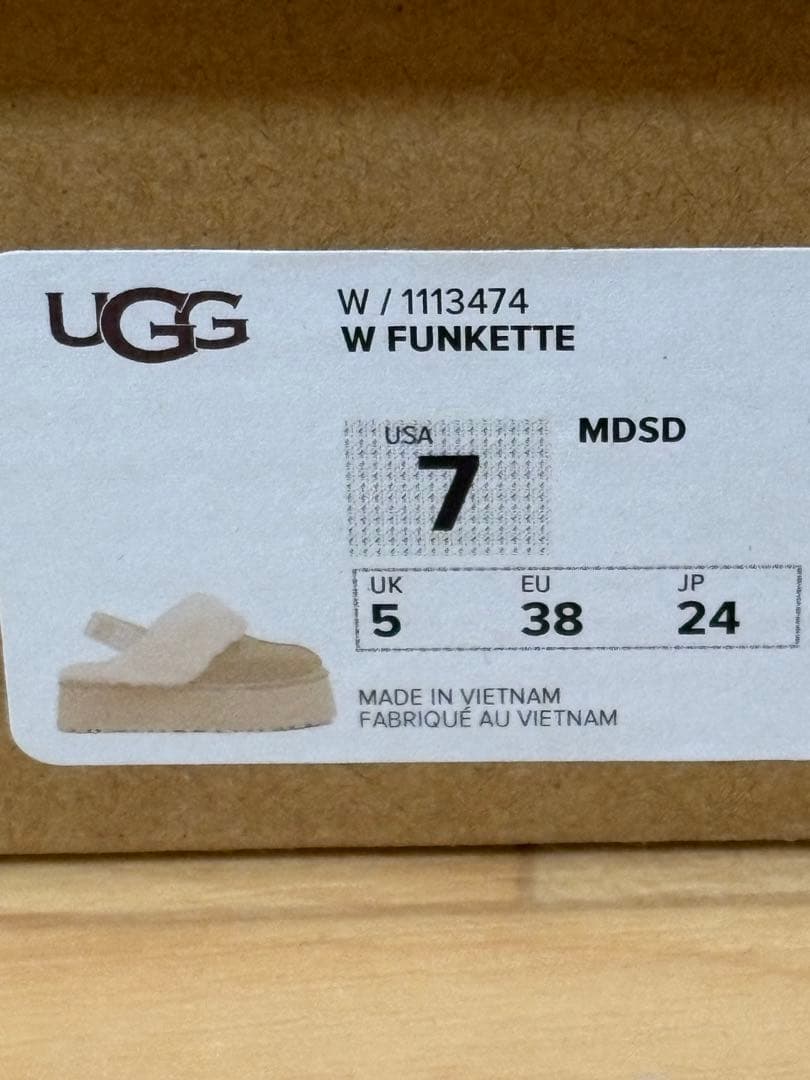 UGG
W / 1113474
W FUNKETTE
USA
7
MDSD
UK EU JP
5 38 24
MADE IN VIETNAM
FABRIQUÉ AU VIETNAM